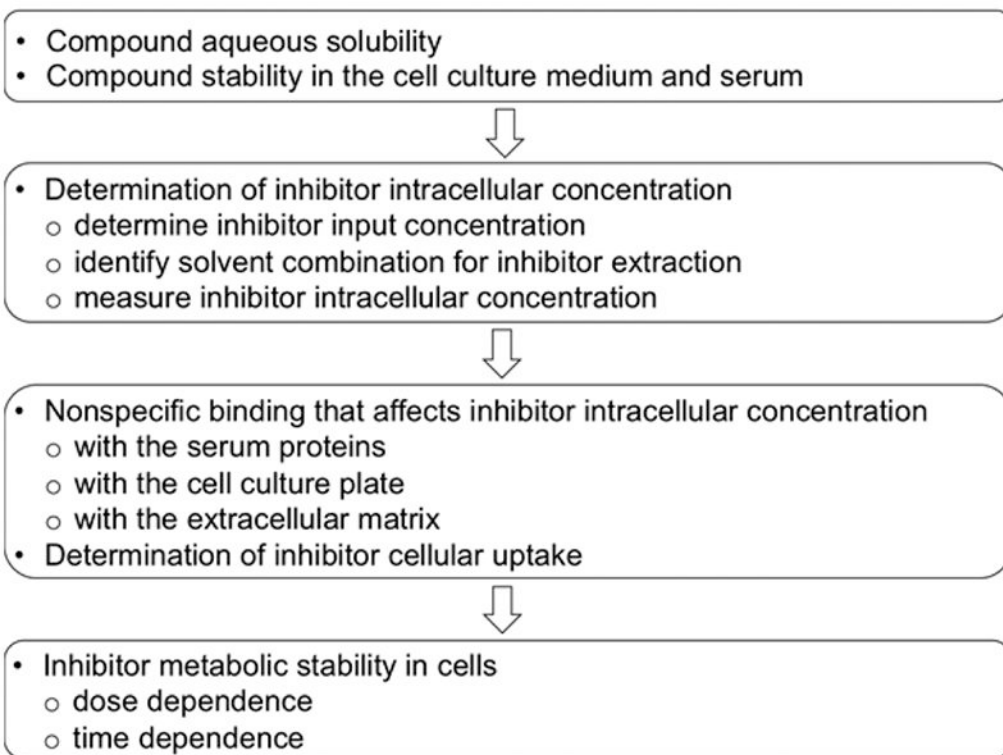 • Compound aqueous solubility
• Compound stability in the cell culture medium and serum
• Determination of inhibitor intracellular concentration
o determine inhibitor input concentration
o identify solvent combination for inhibitor extraction
o measure inhibitor intracellular concentration
• Nonspecific binding that affects inhibitor intracellular concentration
o with the serum proteins
o with the cell culture plate
o with the extracellular matrix
• Determination of inhibitor cellular uptake
• Inhibitor metabolic stability in cells
o dose dependence
o time dependence